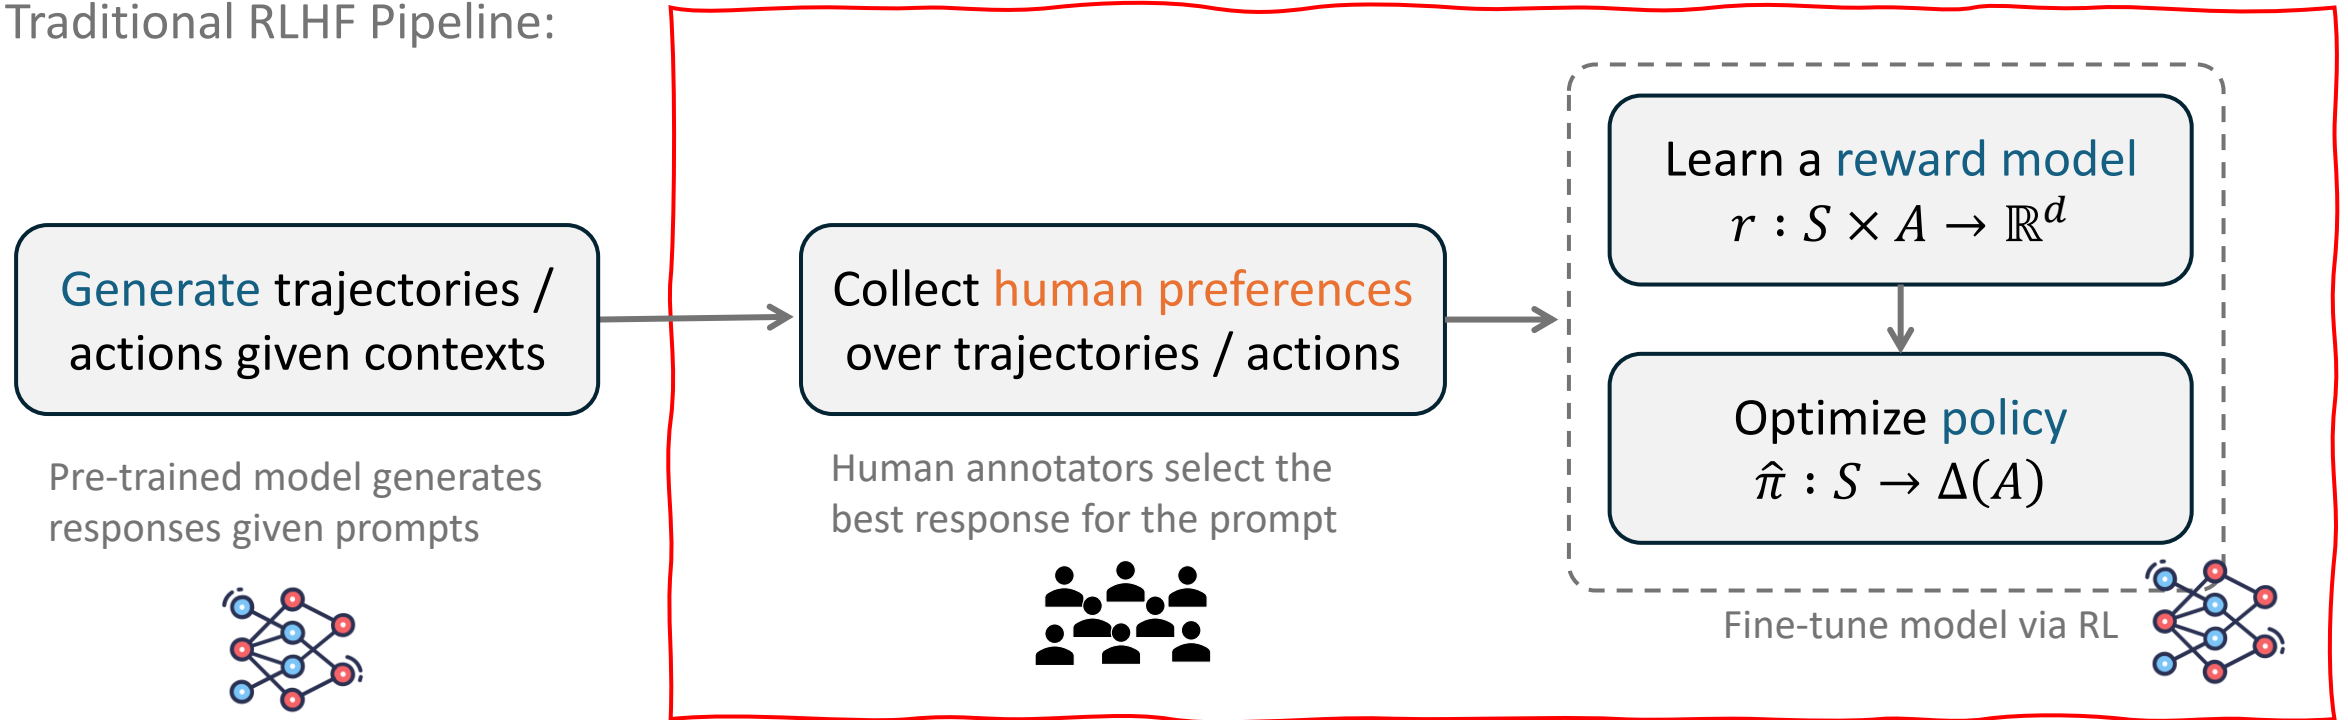 Traditional RLHF Pipeline:
Generate trajectories /
actions given contexts
Pre-trained model generates
responses given prompts
Collect human preferences
over trajectories / actions
Human annotators select the
best response for the prompt
Learn a reward model
r : S × A → ℝᵈ
Optimize policy
π̂ : S → Δ(A)
Fine-tune model via RL